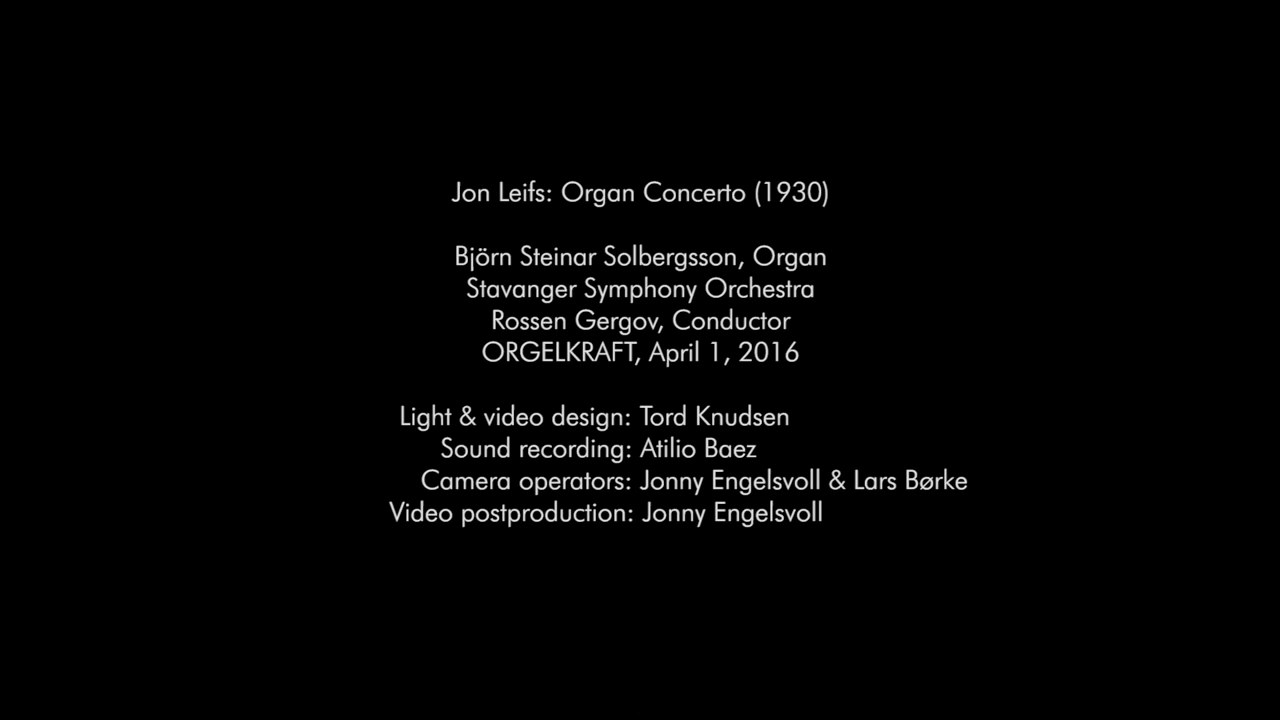 Jon Leifs: Organ Concerto (1930)
Björn Steinar Solbergsson, Organ
Stavanger Symphony Orchestra
Rossen Gergov, Conductor
ORGELKRAFT, April 1, 2016
Light & video design: Tord Knudsen
Sound recording: Atilio Baez
Camera operators: Jonny Engelsvoll & Lars Børke
Video postproduction: Jonny Engelsvoll